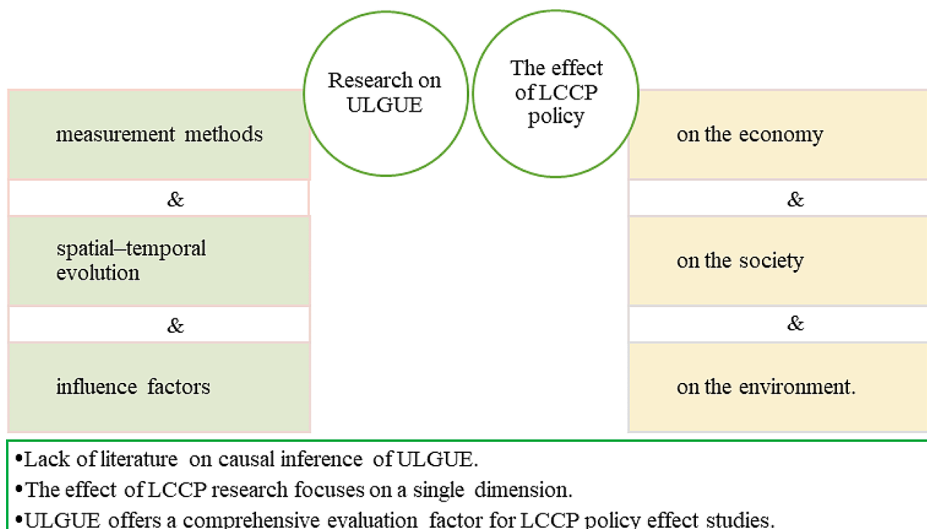 Research on
ULGUE
The effect
of LCCP
policy
measurement methods
&
spatial–temporal
evolution
&
influence factors
on the economy
&
on the society
&
on the environment.
•Lack of literature on causal inference of ULGUE.
•The effect of LCCP research focuses on a single dimension.
•ULGUE offers a comprehensive evaluation factor for LCCP policy effect studies.